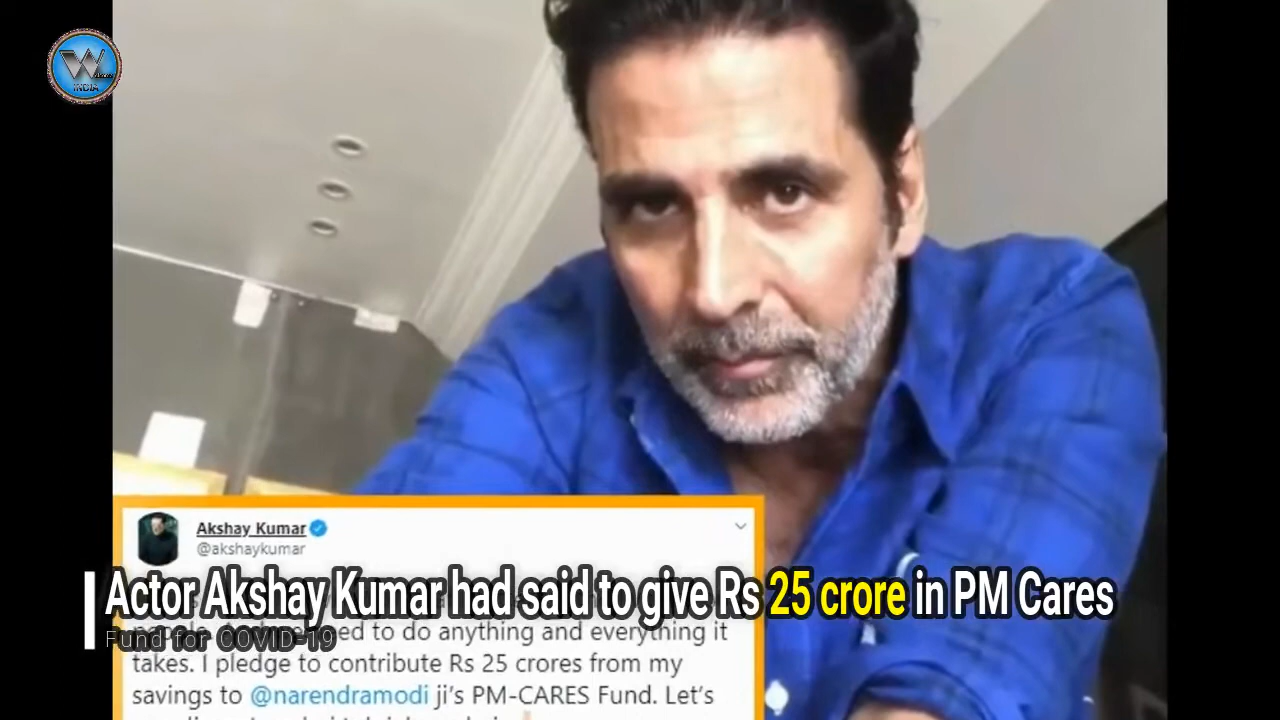 W
INDIA
Akshay Kumar
@akshaykumar
Actor Akshay Kumar had said to give Rs 25 crore in PM Cares
Fund for COVID-19
ed to do anything and everything it
takes. I pledge to contribute Rs 25 crores from my
savings to @narendramodi ji's PM-CARES Fund. Let's